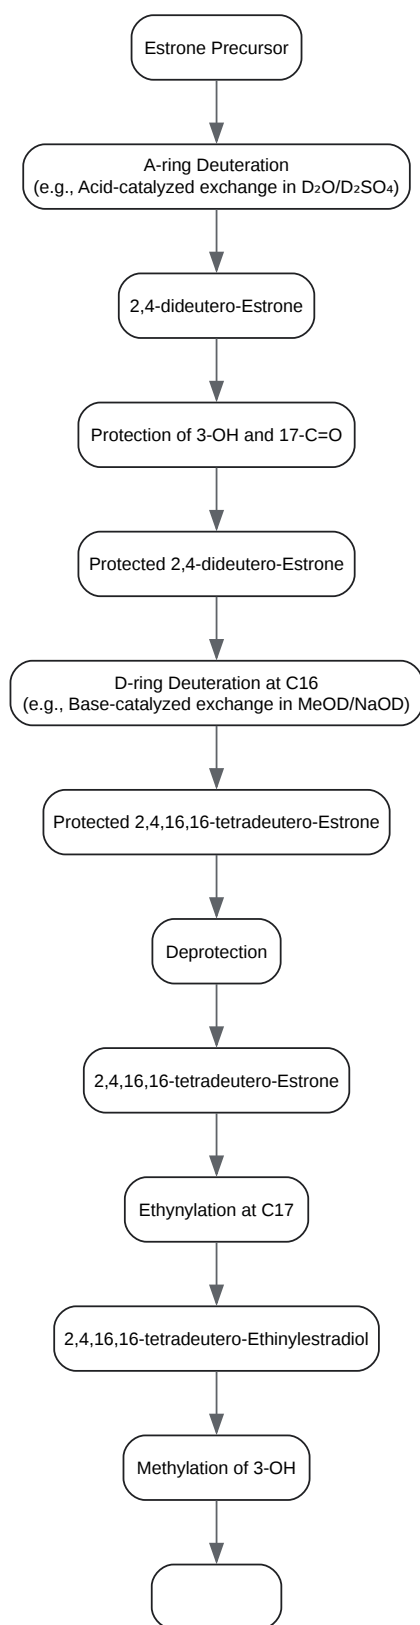 Estrone Precursor
A-ring Deuteration
(e.g., Acid-catalyzed exchange in D₂O/D₂SO₄)
2,4-dideutero-Estrone
Protection of 3-OH and 17-C=O
Protected 2,4-dideutero-Estrone
D-ring Deuteration at C16
(e.g., Base-catalyzed exchange in MeOD/NaOD)
Protected 2,4,16,16-tetradeutero-Estrone
Deprotection
2,4,16,16-tetradeutero-Estrone
Ethynylation at C17
2,4,16,16-tetradeutero-Ethinylestradiol
Methylation of 3-OH